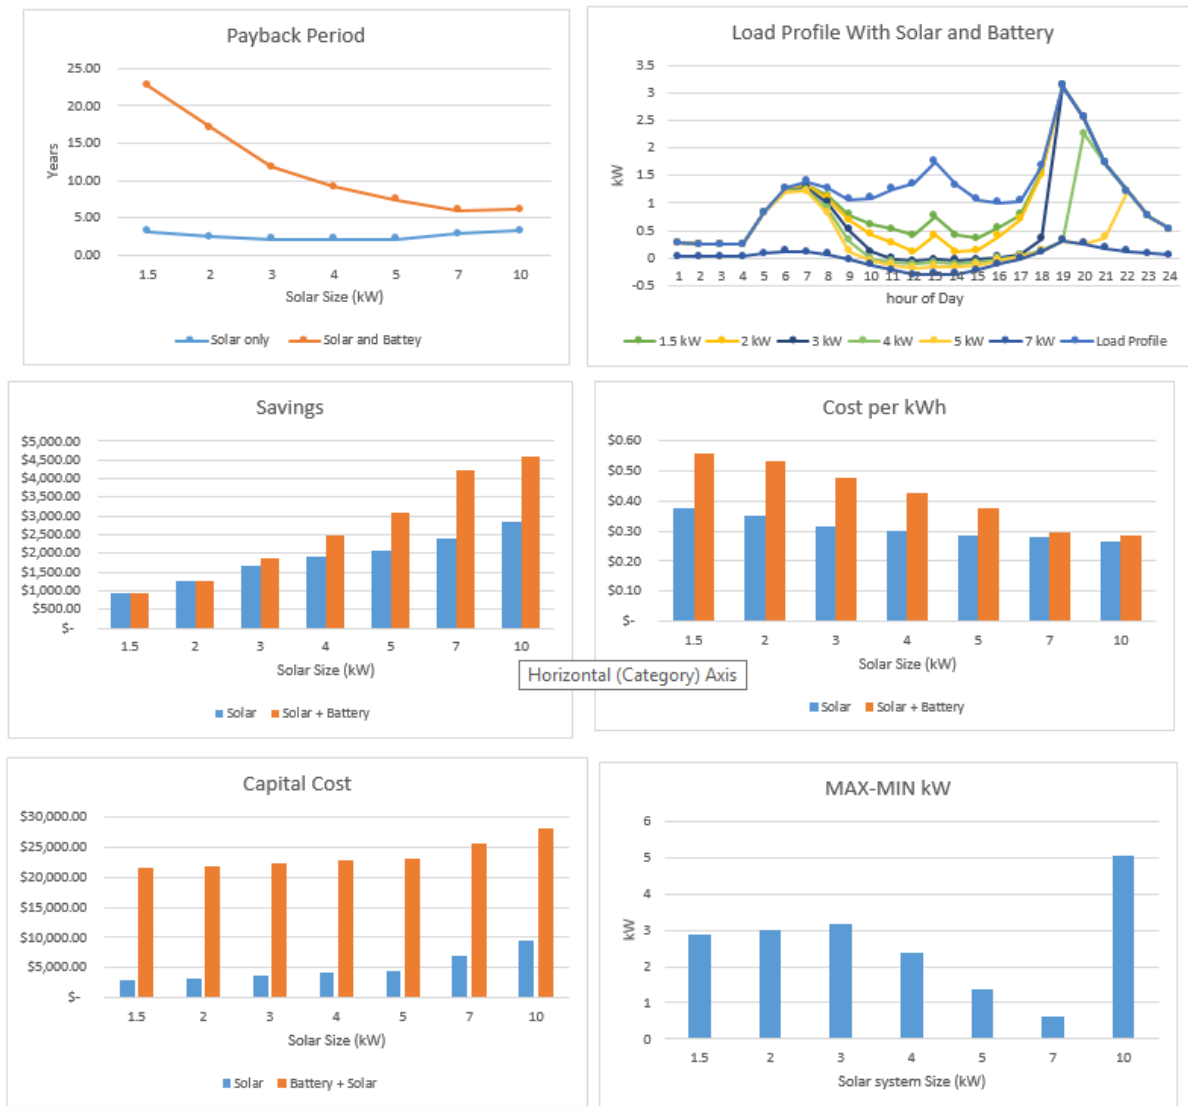 Payback Period
25.00
20.00
15.00
10.00
5.00
0.00
Years
1.5 2 3 4 5 7 10
Solar Size (kW)
Solar only Solar and Battey
Load Profile With Solar and Battery
3.5
3
2.5
2
1.5
1
0.5
0
-0.5
kW
1 2 3 4 5 6 7 8 9 10 11 12 13 14 15 16 17 18 19 20 21 22 23 24
hour of Day
1.5 kW 2 kW 3 kW 4 kW 5 kW 7 kW Load Profile
Savings
$5,000.00
$4,500.00
$4,000.00
$3,500.00
$3,000.00
$2,500.00
$2,000.00
$1,500.00
$1,000.00
$500.00
$-
1.5 2 3 4 5 7 10
Solar Size (kW)
Solar Solar + Battery
Cost per kWh
$0.60
$0.50
$0.40
$0.30
$0.20
$0.10
$-
1.5 2 3 4 5 7 10
Solar Size (kW)
Solar Solar + Battery
Horizontal (Category) Axis
Capital Cost
$30,000.00
$25,000.00
$20,000.00
$15,000.00
$10,000.00
$5,000.00
$-
1.5 2 3 4 5 7 10
Solar Size (kW)
Solar Battery + Solar
MAX-MIN kW
6
5
4
3
2
1
0
kW
1.5 2 3 4 5 7 10
Solar system Size (kW)